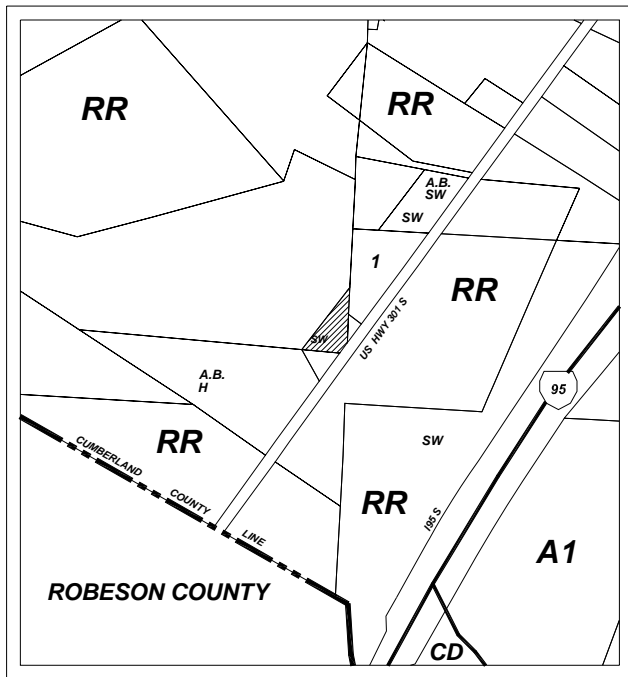 RR
RR
A.B.
SW
SW
1
RR
US HWY 301 S
SW
95
A.B.
H
SW
RR
CUMBERLAND COUNTY LINE
RR
I95 S
A1
ROBESON COUNTY
CD